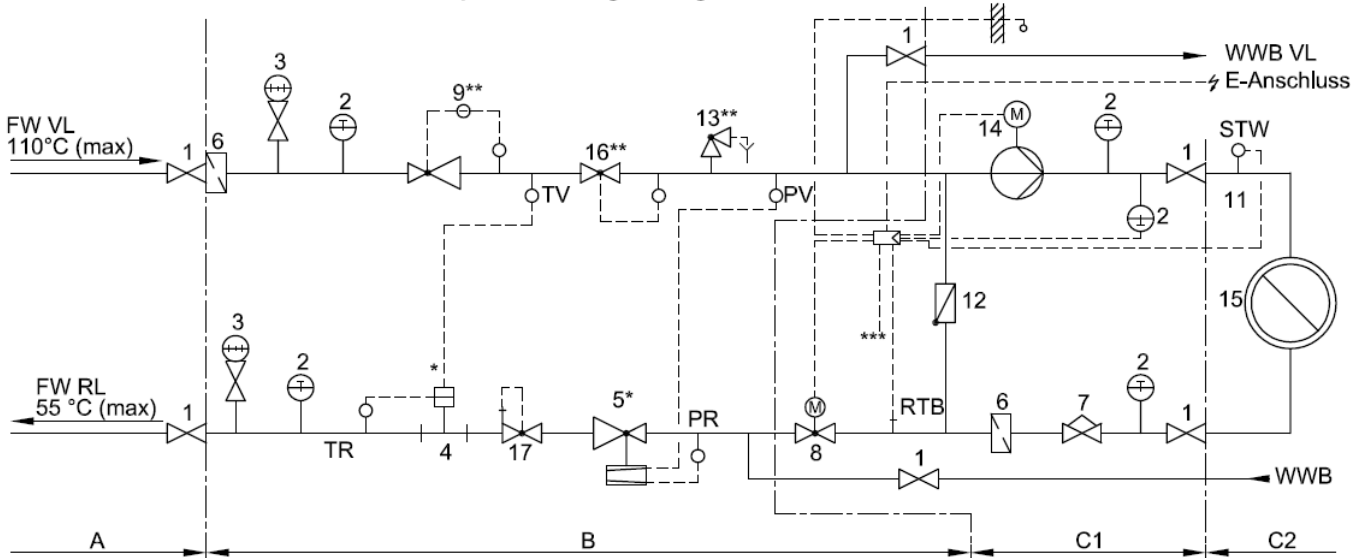 1
WWB VL
E-Anschluss
3
2
9**
13**
14
M
2
STW
FW VL
110°C (max)
1
6
16**
1
TV
PV
2
11
12
15
***
3
2
*
5*
M
RTB
6
7
2
FW RL
55 °C (max)
1
PR
1
TR
4
17
8
1
WWB
A
B
C1
C2